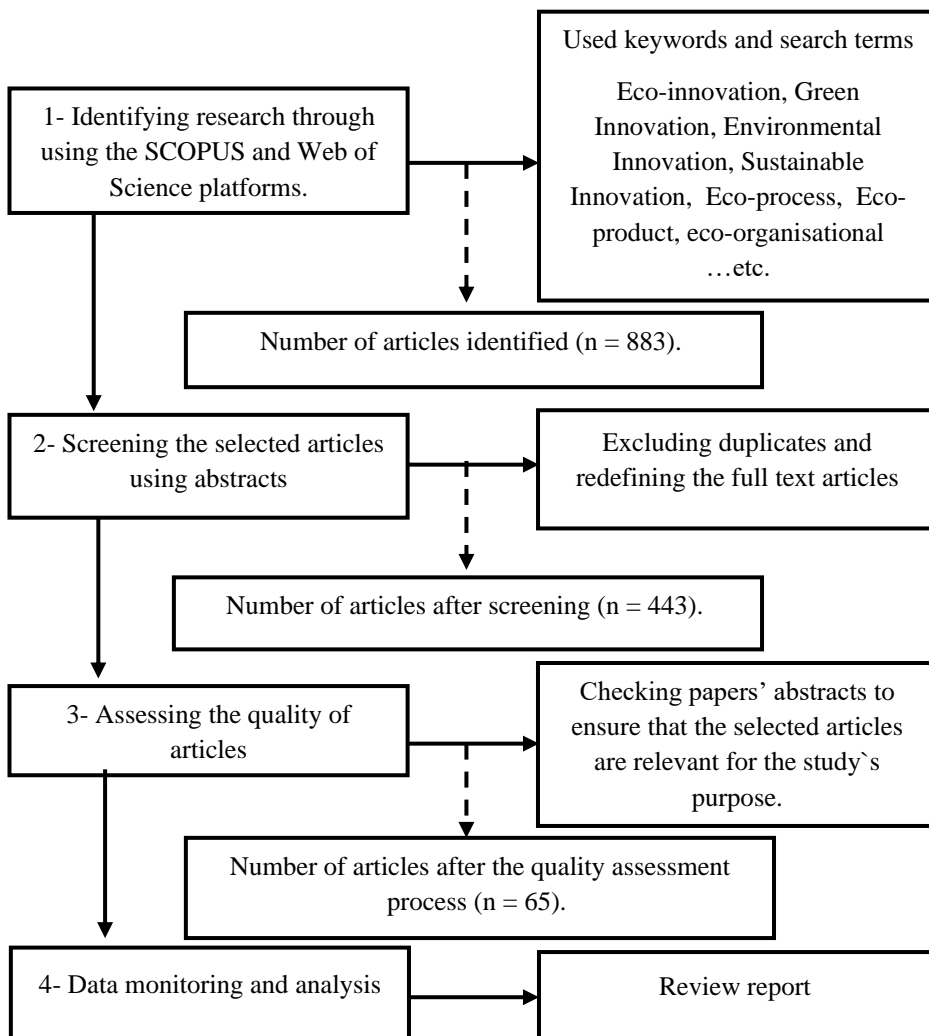 Used keywords and search terms
Eco-innovation, Green
Innovation, Environmental
Innovation, Sustainable
Innovation, Eco-process, Eco-
product, eco-organisational
…etc.
1- Identifying research through
using the SCOPUS and Web of
Science platforms.
Number of articles identified (n = 883).
2- Screening the selected articles
using abstracts
Excluding duplicates and
redefining the full text articles
Number of articles after screening (n = 443).
3- Assessing the quality of
articles
Checking papers’ abstracts to
ensure that the selected articles
are relevant for the study`s
purpose.
Number of articles after the quality assessment
process (n = 65).
4- Data monitoring and analysis
Review report